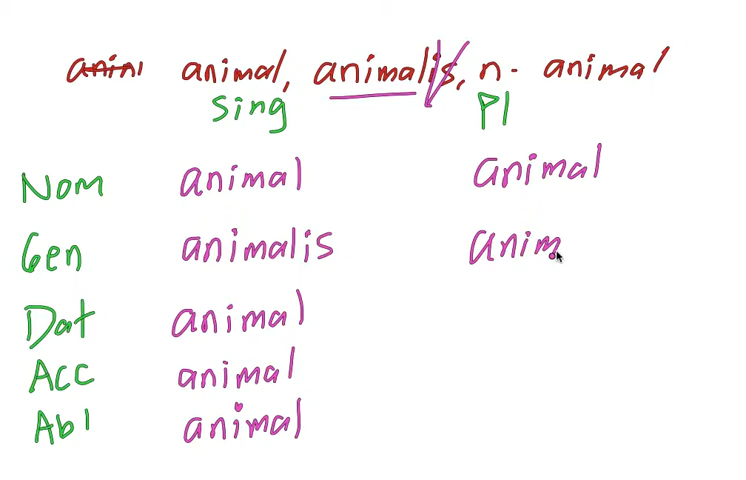 anim animal, animalis, n. animal
Sing Pl
Nom animal animal
Gen animalis anim
Dat animal
Acc animal
Abl animal